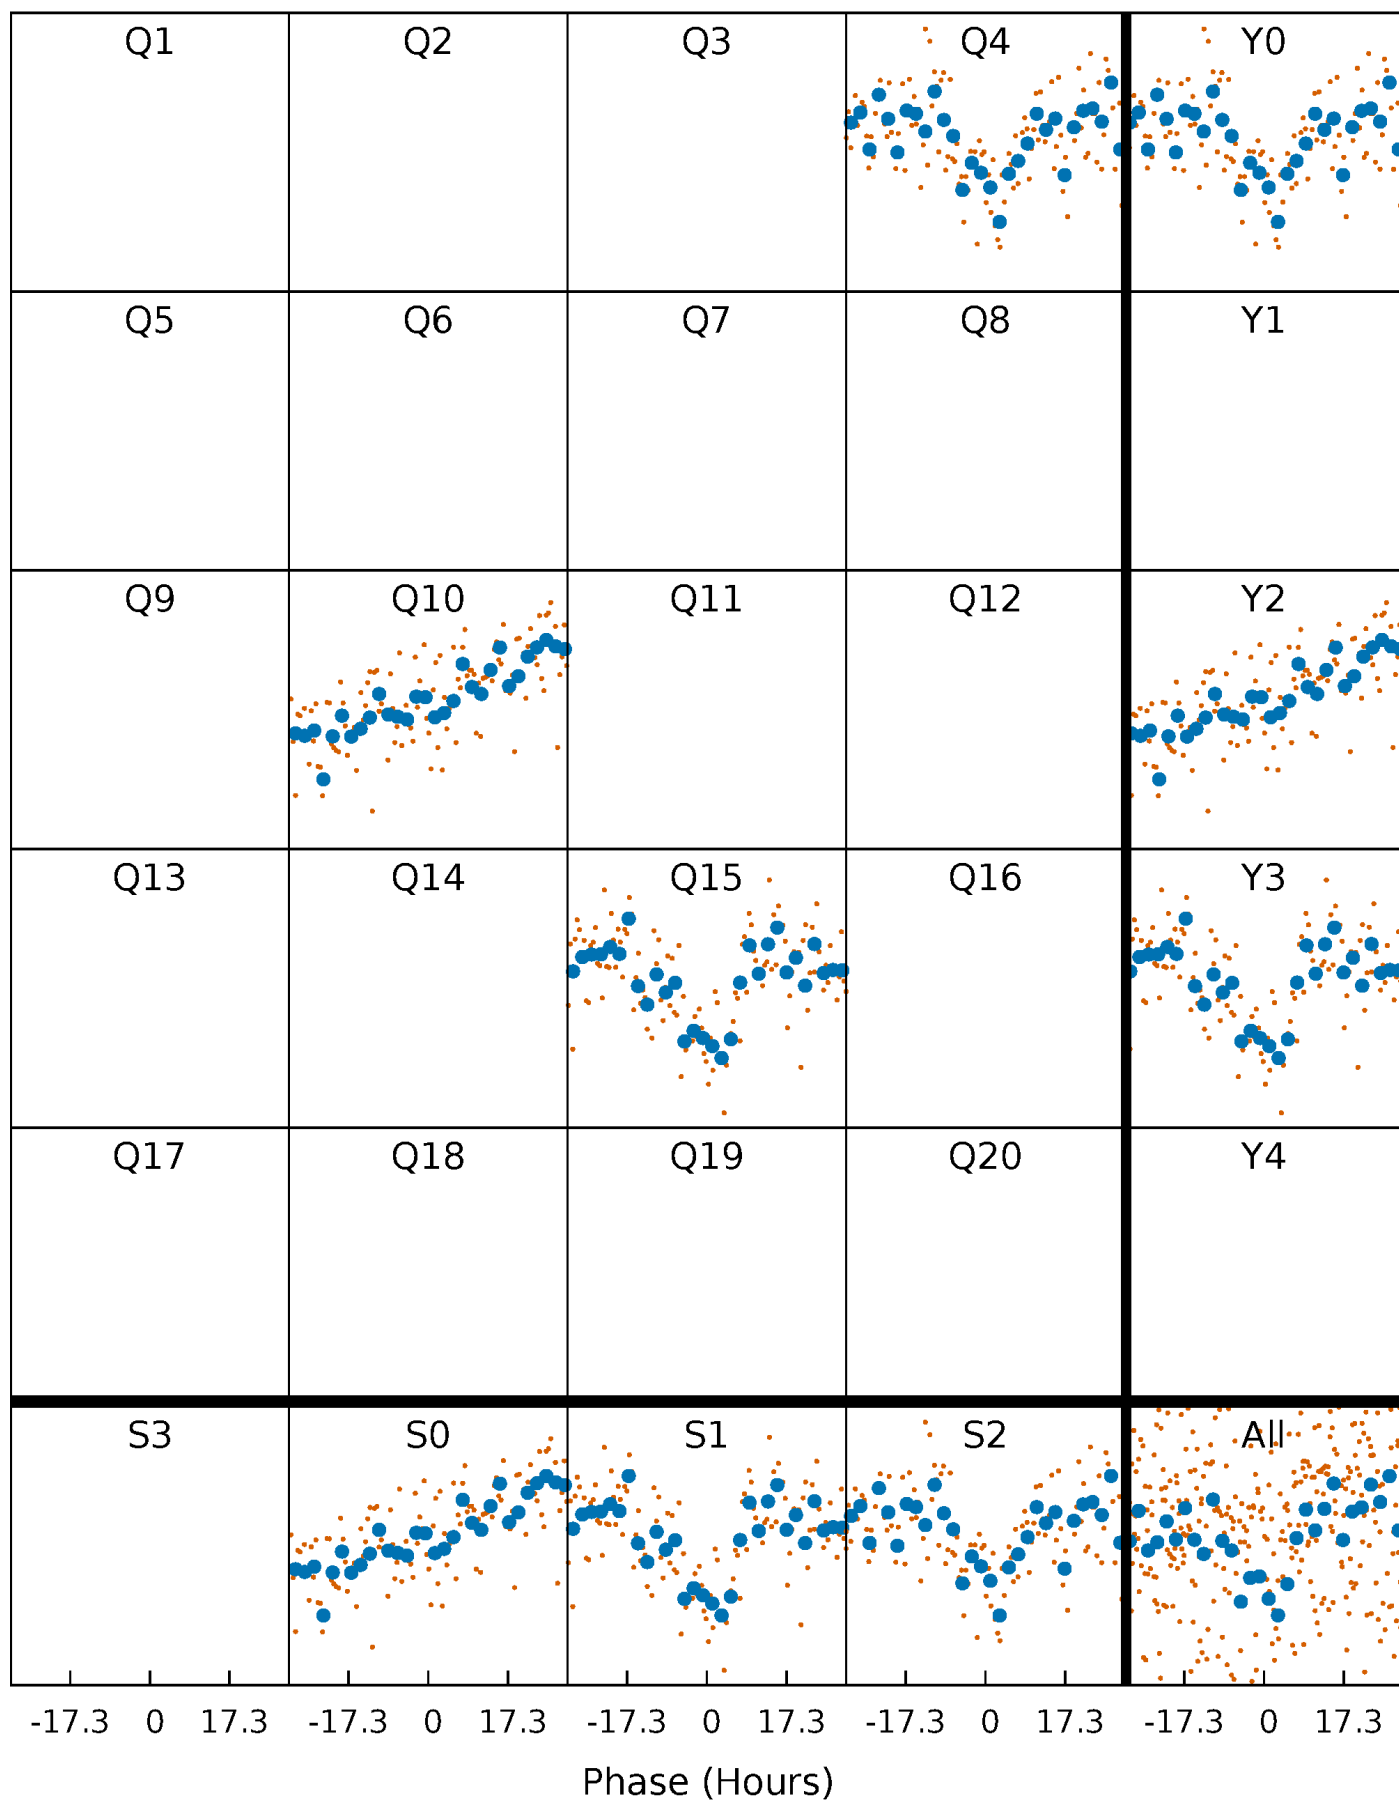 Q1 Q2 Q3 Q4 Y0
Q5 Q6 Q7 Q8 Y1
Q9 Q10 Q11 Q12 Y2
Q13 Q14 Q15 Q16 Y3
Q17 Q18 Q19 Q20 Y4
S3 S0 S1 S2 All
-17.3 0 17.3 -17.3 0 17.3 -17.3 0 17.3 -17.3 0 17.3 -17.3 0 17.3
Phase (Hours)